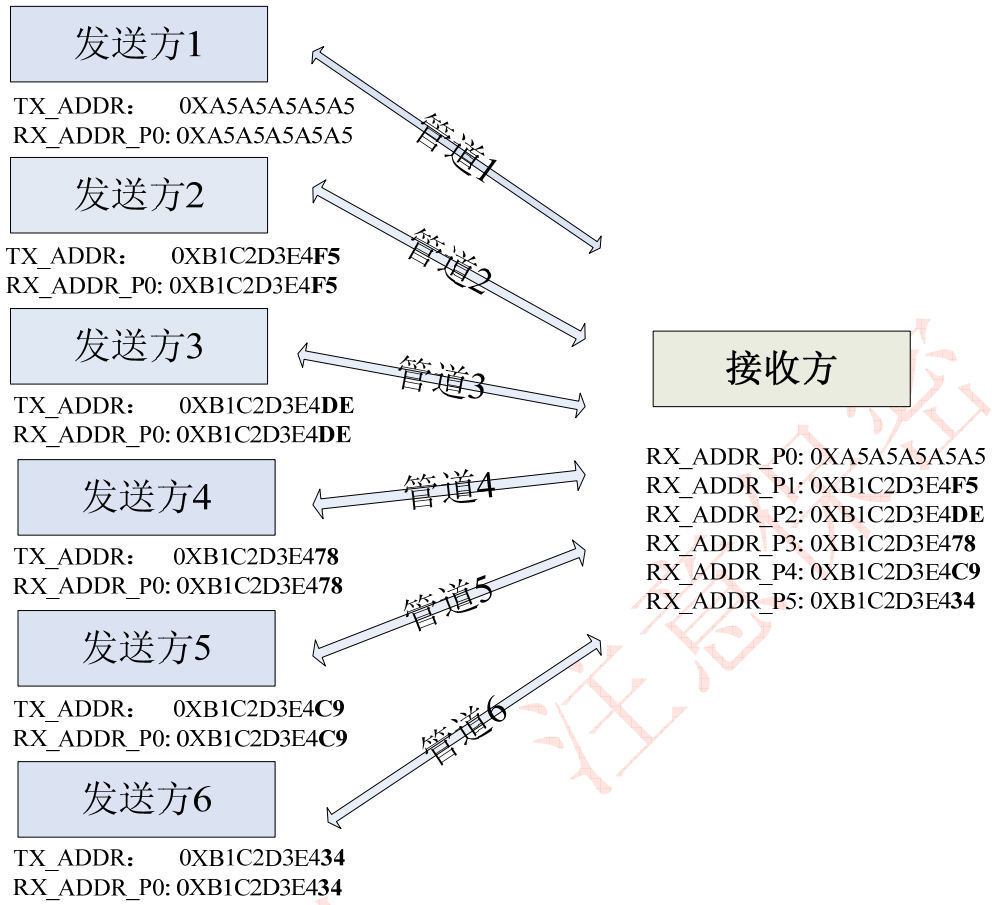 发送方1
TX_ADDR： 0XA5A5A5A5A5
RX_ADDR_P0: 0XA5A5A5A5A5
管道1
发送方2
TX_ADDR： 0XB1C2D3E4F5
RX_ADDR_P0: 0XB1C2D3E4F5
管道2
发送方3
TX_ADDR： 0XB1C2D3E4DE
RX_ADDR_P0: 0XB1C2D3E4DE
管道3
发送方4
TX_ADDR： 0XB1C2D3E478
RX_ADDR_P0: 0XB1C2D3E478
管道4
发送方5
TX_ADDR： 0XB1C2D3E4C9
RX_ADDR_P0: 0XB1C2D3E4C9
管道5
发送方6
TX_ADDR： 0XB1C2D3E434
RX_ADDR_P0: 0XB1C2D3E434
管道6
接收方
RX_ADDR_P0: 0XA5A5A5A5A5
RX_ADDR_P1: 0XB1C2D3E4F5
RX_ADDR_P2: 0XB1C2D3E4DE
RX_ADDR_P3: 0XB1C2D3E478
RX_ADDR_P4: 0XB1C2D3E4C9
RX_ADDR_P5: 0XB1C2D3E434
注意保密